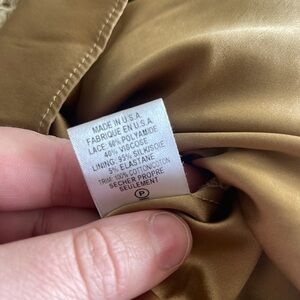 MADE IN U.S.A.
FABRIQUE EN U.S.A.
LACE: 60% POLYAMIDE
40% VISCOSE
LINING: 95% SILK/SOIE
5% ELASTANE
TRIM: 100% COTTON/COTON
SECHER PROPRE
SEULEMENT
P